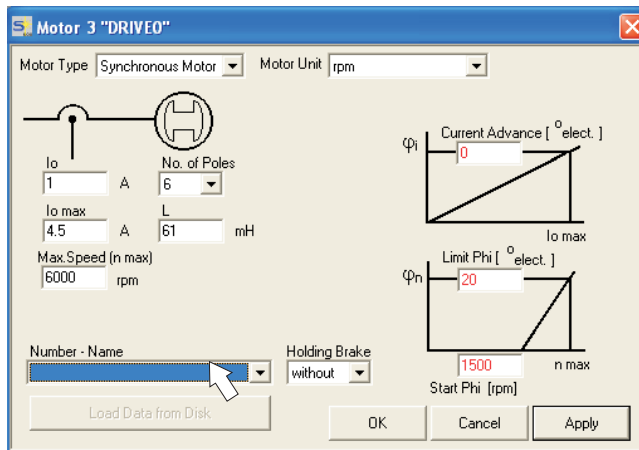 S Motor 3 "DRIVE0"
Motor Type Synchronous Motor Motor Unit rpm
Io
1 A
No. of Poles
6
Io max
4.5 A
L
61 mH
Max.Speed (n max)
6000 rpm
φi
Current Advance [ °elect. ]
0
Io max
Limit Phi [ °elect. ]
φn
20
1500
n max
Start Phi [rpm]
Number - Name
Holding Brake
without
Load Data from Disk
OK Cancel Apply